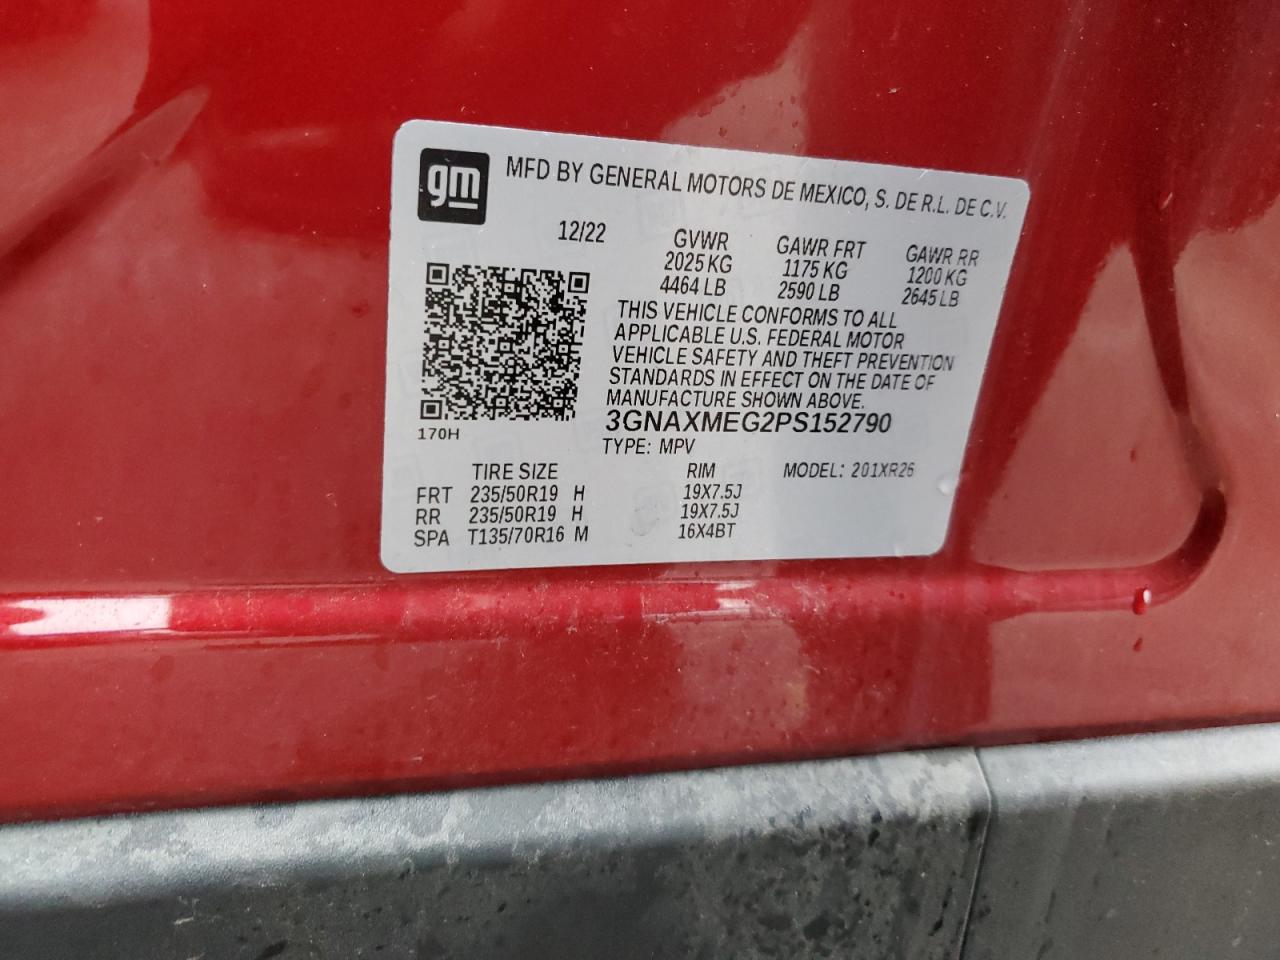 gm
MFD BY GENERAL MOTORS DE MEXICO, S. DE R.L. DE C.V.
12/22 GVWR GAWR FRT GAWR RR
2025 KG 1175 KG 1200 KG
4464 LB 2590 LB 2645 LB
THIS VEHICLE CONFORMS TO ALL
APPLICABLE U.S. FEDERAL MOTOR
VEHICLE SAFETY AND THEFT PREVENTION
STANDARDS IN EFFECT ON THE DATE OF
MANUFACTURE SHOWN ABOVE.
3GNAXMEG2PS152790
170H
TYPE: MPV
TIRE SIZE RIM MODEL: 201XR26
FRT 235/50R19 H 19X7.5J
RR 235/50R19 H 19X7.5J
SPA T135/70R16 M 16X4BT